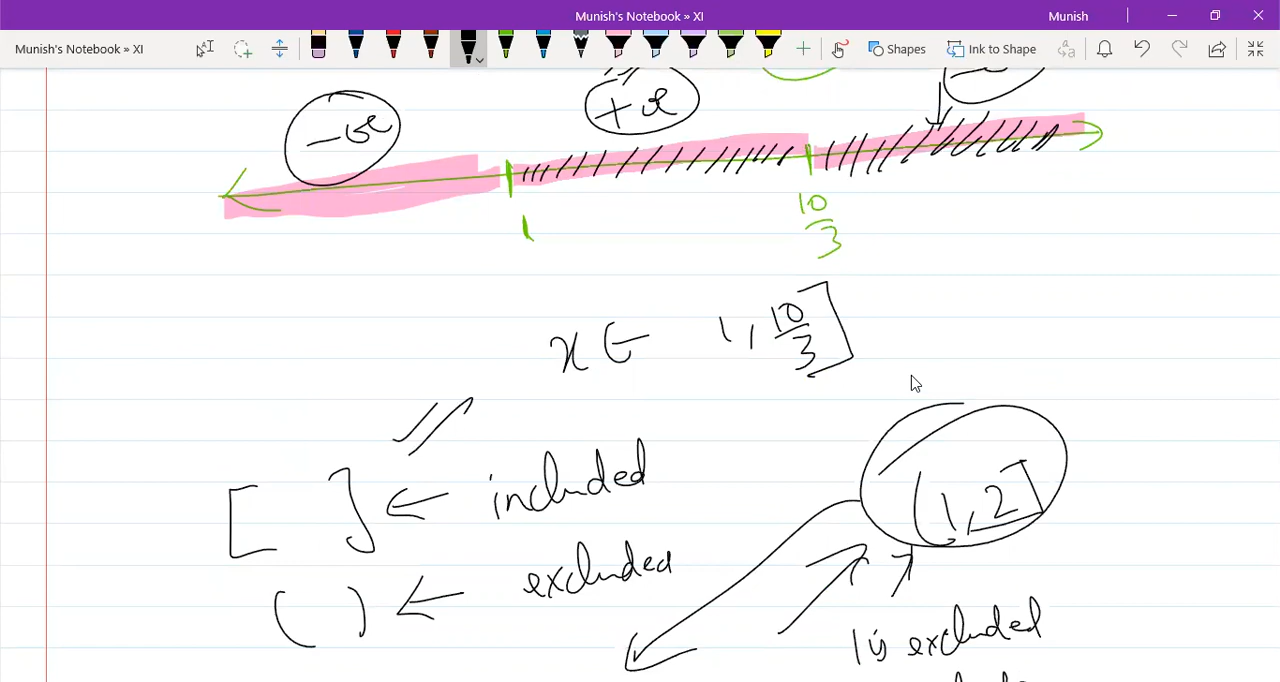 Munish's Notebook » XI
Munish
Munish's Notebook » XI
Shapes
Ink to Shape
-ve
+ve
1
10
3
x ∈ 1, 10/3]
[ ] ← included
(1, 2]
( ) ← excluded
1 is excluded